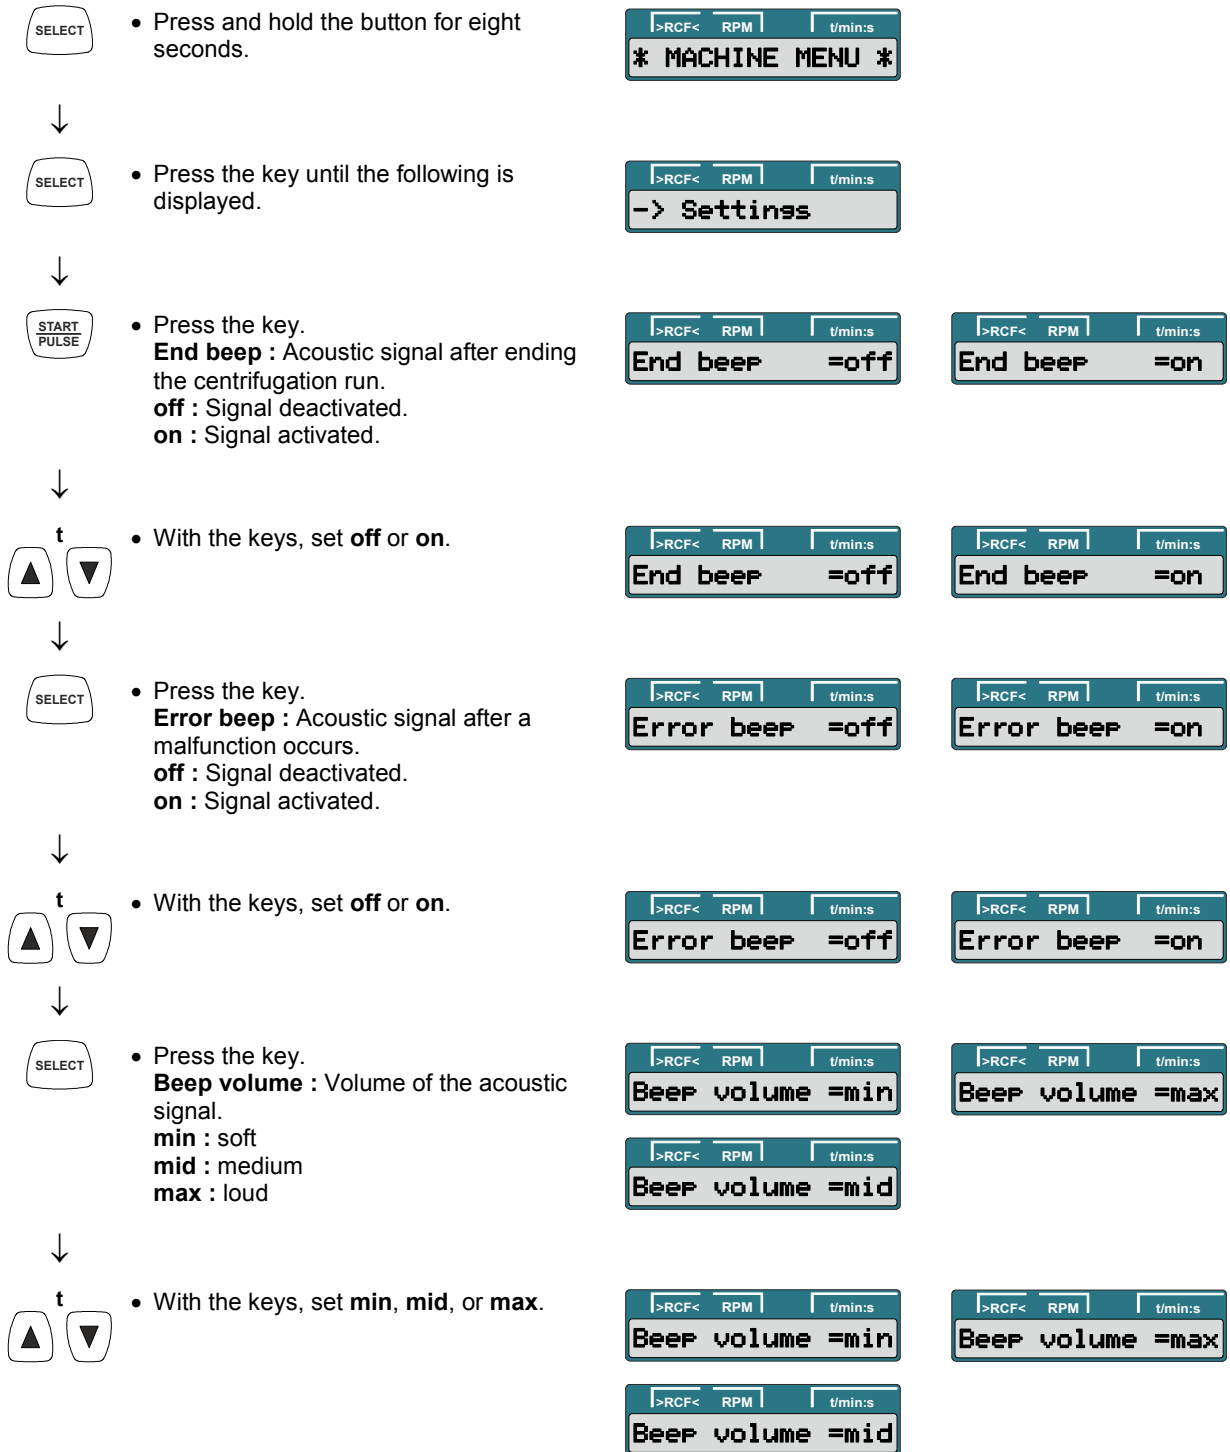 SELECT
• Press and hold the button for eight
seconds.
>RCF< RPM t/min:s
* MACHINE MENU *
↓
SELECT
• Press the key until the following is
displayed.
>RCF< RPM t/min:s
-> Settings
↓
START
PULSE
• Press the key.
End beep : Acoustic signal after ending
the centrifugation run.
off : Signal deactivated.
on : Signal activated.
>RCF< RPM t/min:s
End beep =off
>RCF< RPM t/min:s
End beep =on
↓
t
▲ ▼
• With the keys, set off or on.
>RCF< RPM t/min:s
End beep =off
>RCF< RPM t/min:s
End beep =on
↓
SELECT
• Press the key.
Error beep : Acoustic signal after a
malfunction occurs.
off : Signal deactivated.
on : Signal activated.
>RCF< RPM t/min:s
Error beep =off
>RCF< RPM t/min:s
Error beep =on
↓
t
▲ ▼
• With the keys, set off or on.
>RCF< RPM t/min:s
Error beep =off
>RCF< RPM t/min:s
Error beep =on
↓
SELECT
• Press the key.
Beep volume : Volume of the acoustic
signal.
min : soft
mid : medium
max : loud
>RCF< RPM t/min:s
Beep volume =min
>RCF< RPM t/min:s
Beep volume =max
>RCF< RPM t/min:s
Beep volume =mid
↓
t
▲ ▼
• With the keys, set min, mid, or max.
>RCF< RPM t/min:s
Beep volume =min
>RCF< RPM t/min:s
Beep volume =max
>RCF< RPM t/min:s
Beep volume =mid